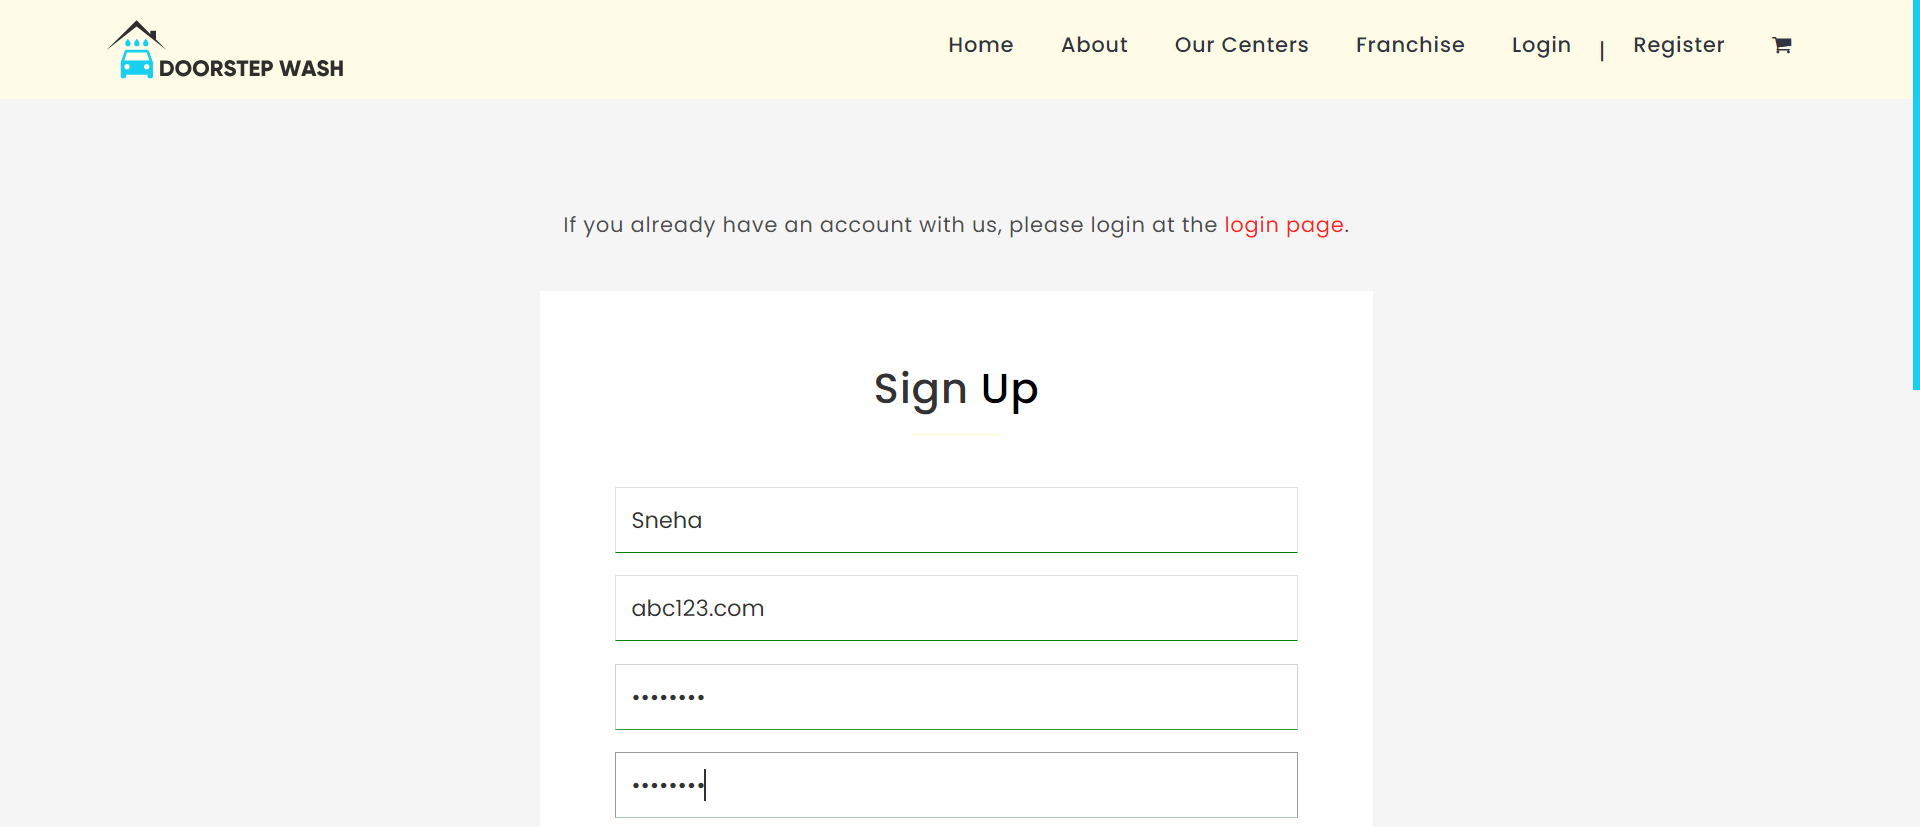 DOORSTEP WASH
Home About Our Centers Franchise Login | Register
If you already have an account with us, please login at the login page.
Sign Up
Sneha
abc123.com
••••••••
••••••••